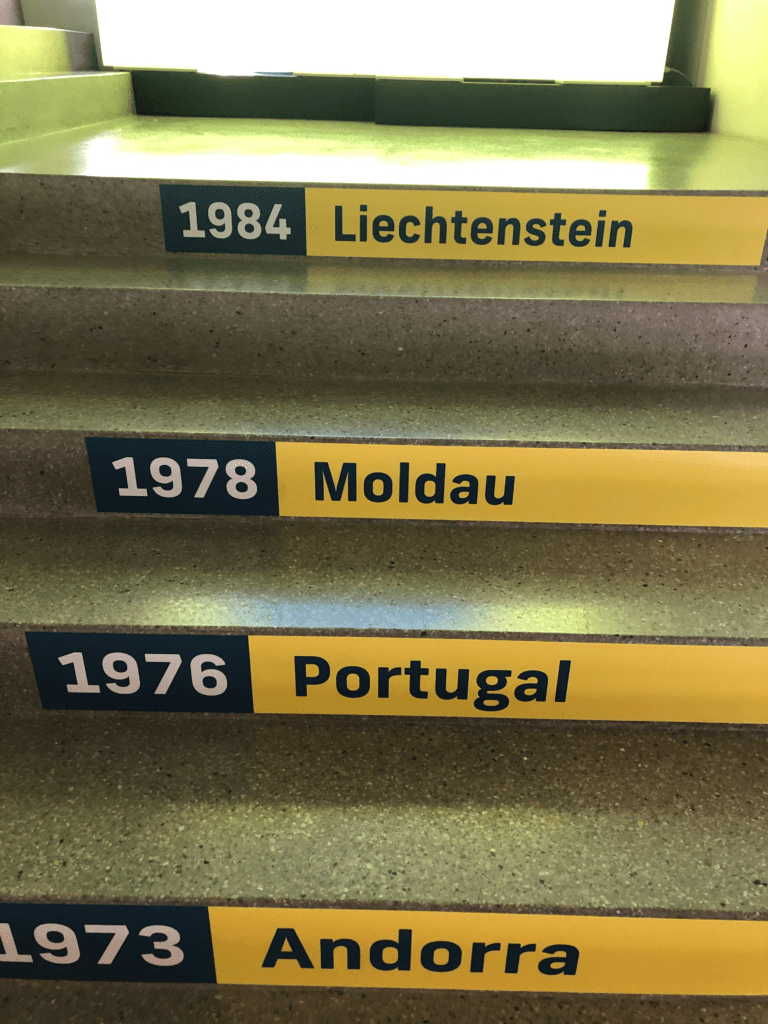 1984 Liechtenstein
1978 Moldau
1976 Portugal
1973 Andorra